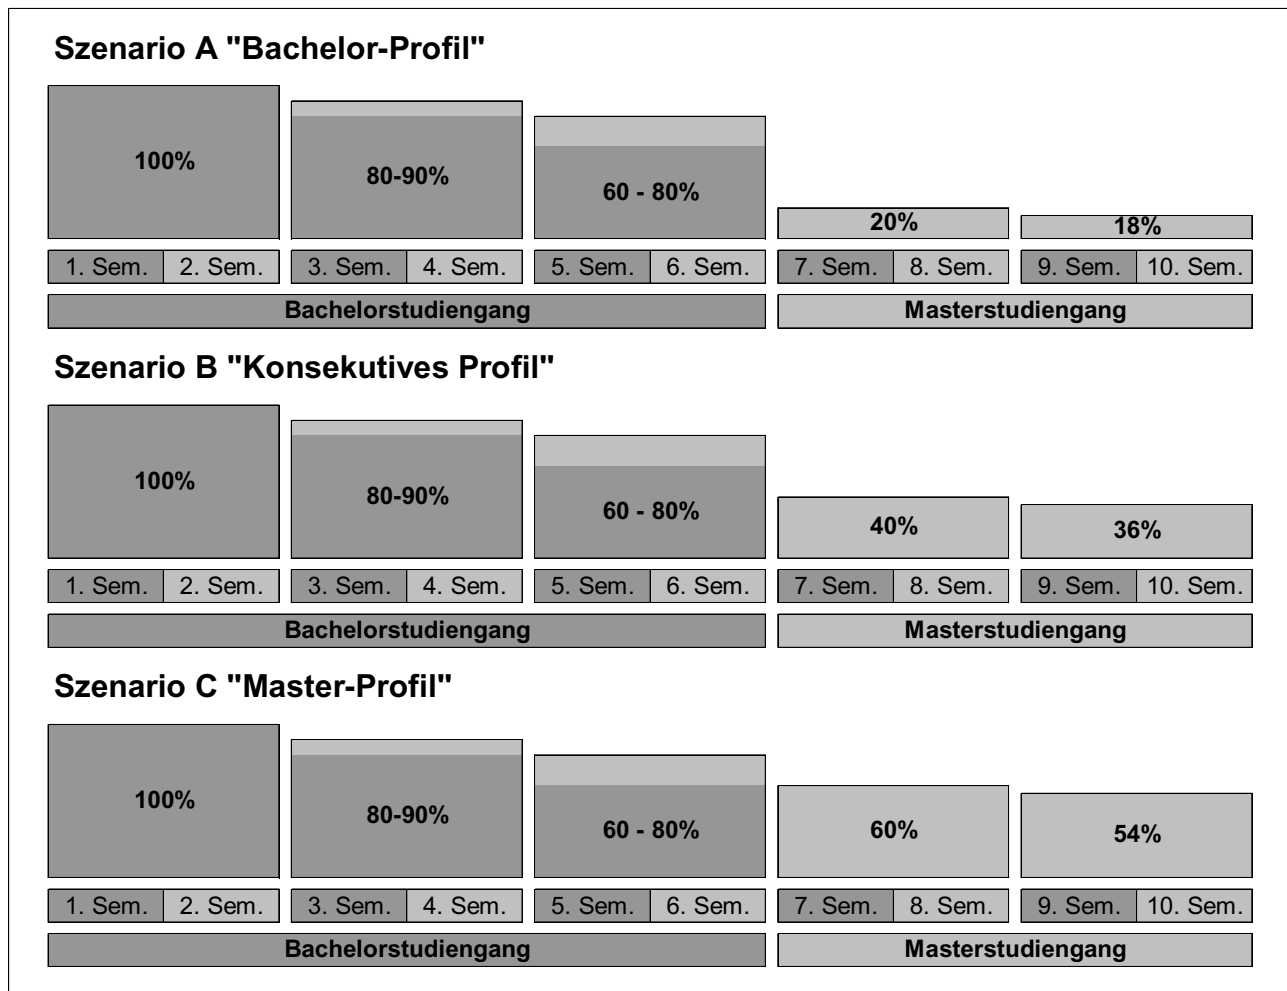 Szenario A "Bachelor-Profil"
100%
80-90%
60 - 80%
20%
18%
1. Sem. 2. Sem. 3. Sem. 4. Sem. 5. Sem. 6. Sem. 7. Sem. 8. Sem. 9. Sem. 10. Sem.
Bachelorstudiengang Masterstudiengang
Szenario B "Konsekutives Profil"
100%
80-90%
60 - 80%
40%
36%
1. Sem. 2. Sem. 3. Sem. 4. Sem. 5. Sem. 6. Sem. 7. Sem. 8. Sem. 9. Sem. 10. Sem.
Bachelorstudiengang Masterstudiengang
Szenario C "Master-Profil"
100%
80-90%
60 - 80%
60%
54%
1. Sem. 2. Sem. 3. Sem. 4. Sem. 5. Sem. 6. Sem. 7. Sem. 8. Sem. 9. Sem. 10. Sem.
Bachelorstudiengang Masterstudiengang